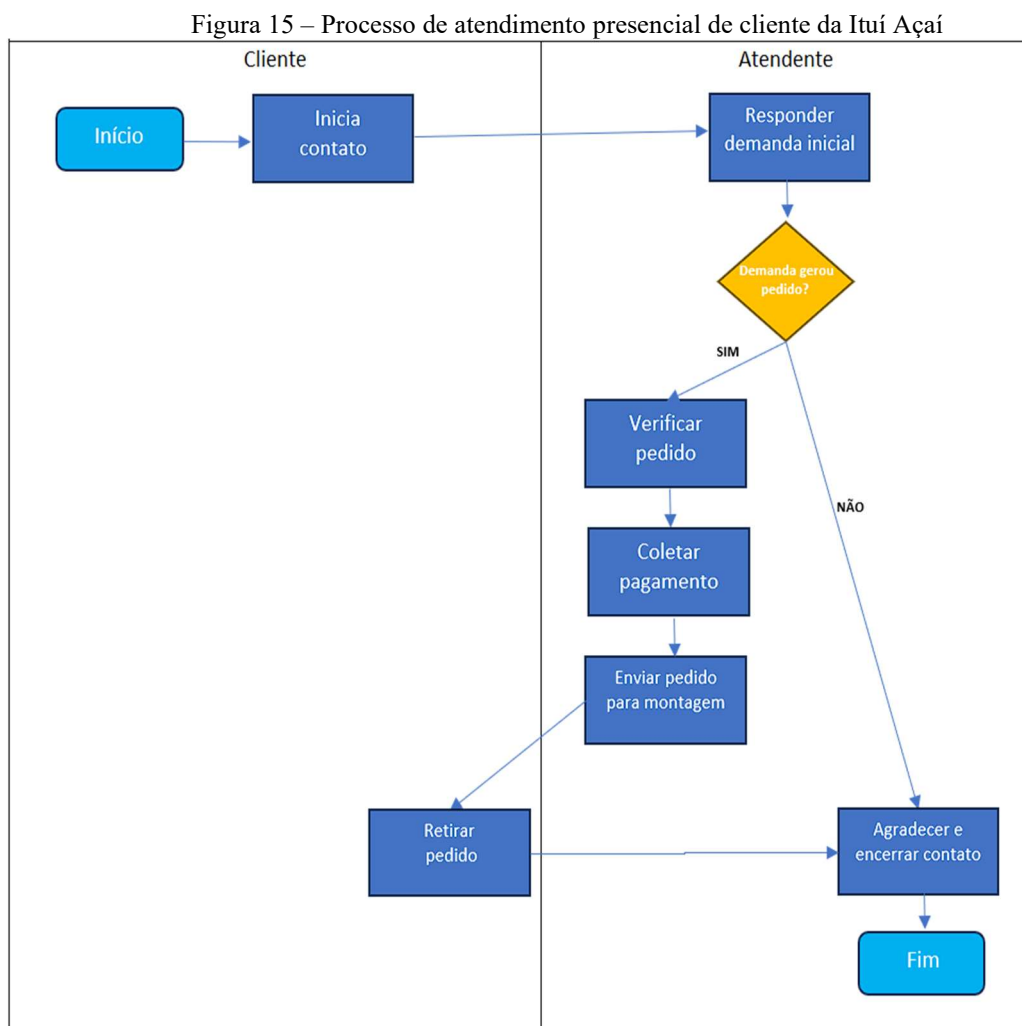 Figura 15 – Processo de atendimento presencial de cliente da Ituí Açaí
Cliente
Atendente
Início
Inicia
contato
Responder
demanda inicial
Demanda gerou
pedido?
SIM
Verificar
pedido
NÃO
Coletar
pagamento
Enviar pedido
para montagem
Retirar
pedido
Agradecer e
encerrar contato
Fim